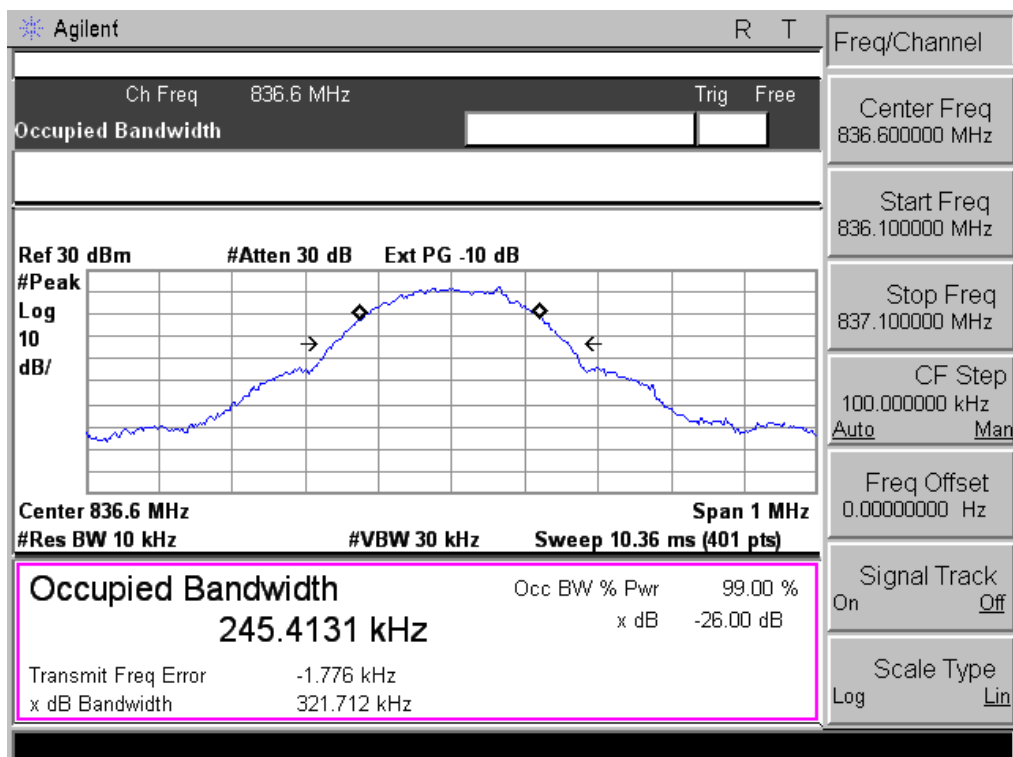 Agilent
R T
Ch Freq 836.6 MHz Trig Free
Occupied Bandwidth
Ref 30 dBm #Atten 30 dB Ext PG -10 dB
#Peak
Log
10
dB/
Center 836.6 MHz Span 1 MHz
#Res BW 10 kHz #VBW 30 kHz Sweep 10.36 ms (401 pts)
Occupied Bandwidth
245.4131 kHz
Occ BW % Pwr 99.00 %
x dB -26.00 dB
Transmit Freq Error -1.776 kHz
x dB Bandwidth 321.712 kHz
Freq/Channel
Center Freq
836.600000 MHz
Start Freq
836.100000 MHz
Stop Freq
837.100000 MHz
CF Step
100.000000 kHz
Auto Man
Freq Offset
0.00000000 Hz
Signal Track
On Off
Scale Type
Log Lin